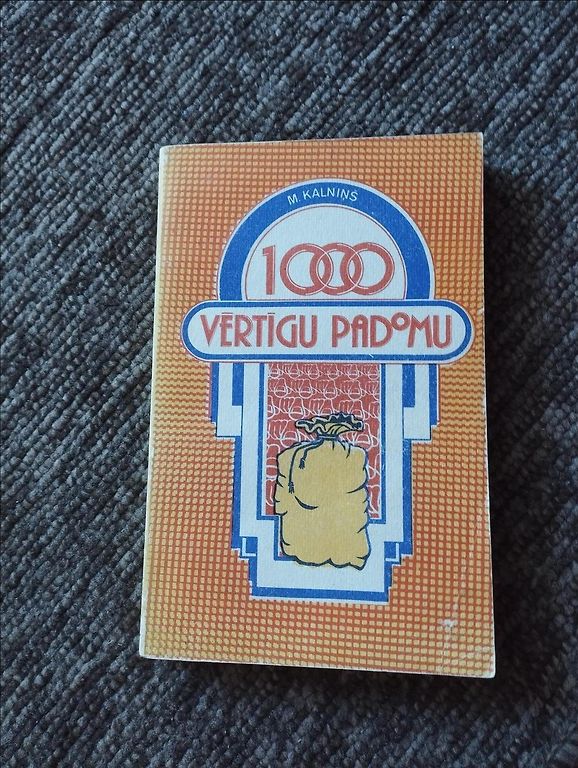 M. KALNIŅŠ
1000
VĒRTĪGU PADOMU